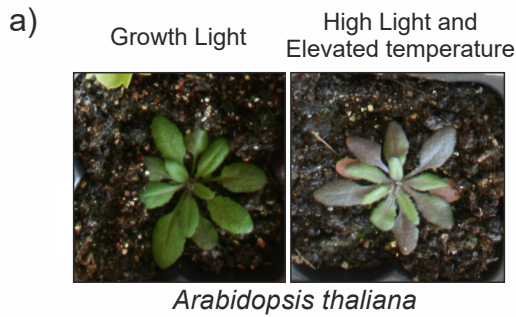 a)
Growth Light
High Light and
Elevated temperature
Arabidopsis thaliana